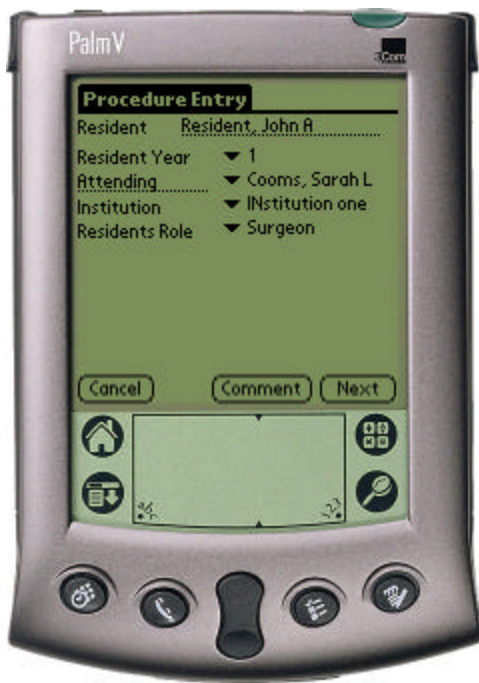 Palm V
3Com
Procedure Entry
Resident Resident, John A
Resident Year 1
Attending Cooms, Sarah L
Institution INstitution one
Residents Role Surgeon
Cancel Comment Next